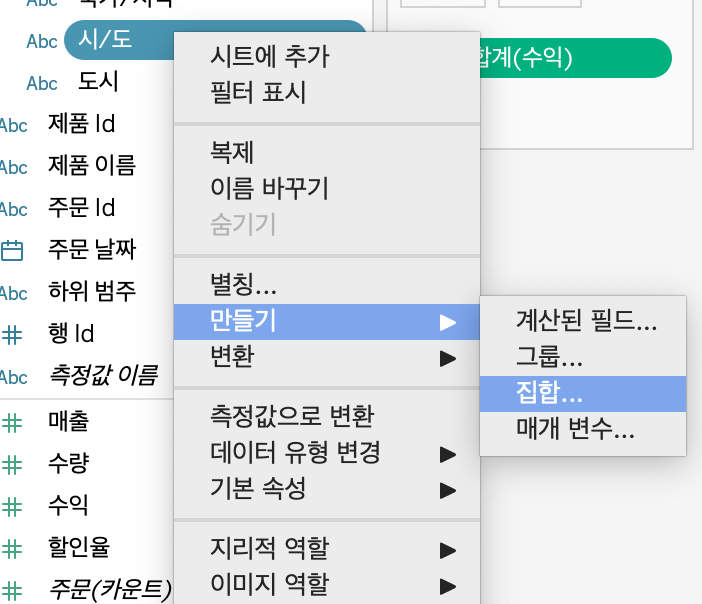 Abc
Abc 시/도
Abc 도시
Abc 제품 Id
Abc 제품 이름
Abc 주문 Id
주문 날짜
Abc 하위 범주
행 Id
Abc 측정값 이름
매출
수량
수익
할인율
주문(카운트)
시트에 추가
필터 표시
복제
이름 바꾸기
숨기기
별칭...
만들기
변환
측정값으로 변환
데이터 유형 변경
기본 속성
지리적 역할
이미지 역할
계산된 필드...
그룹...
집합...
매개 변수...
합계(수익)